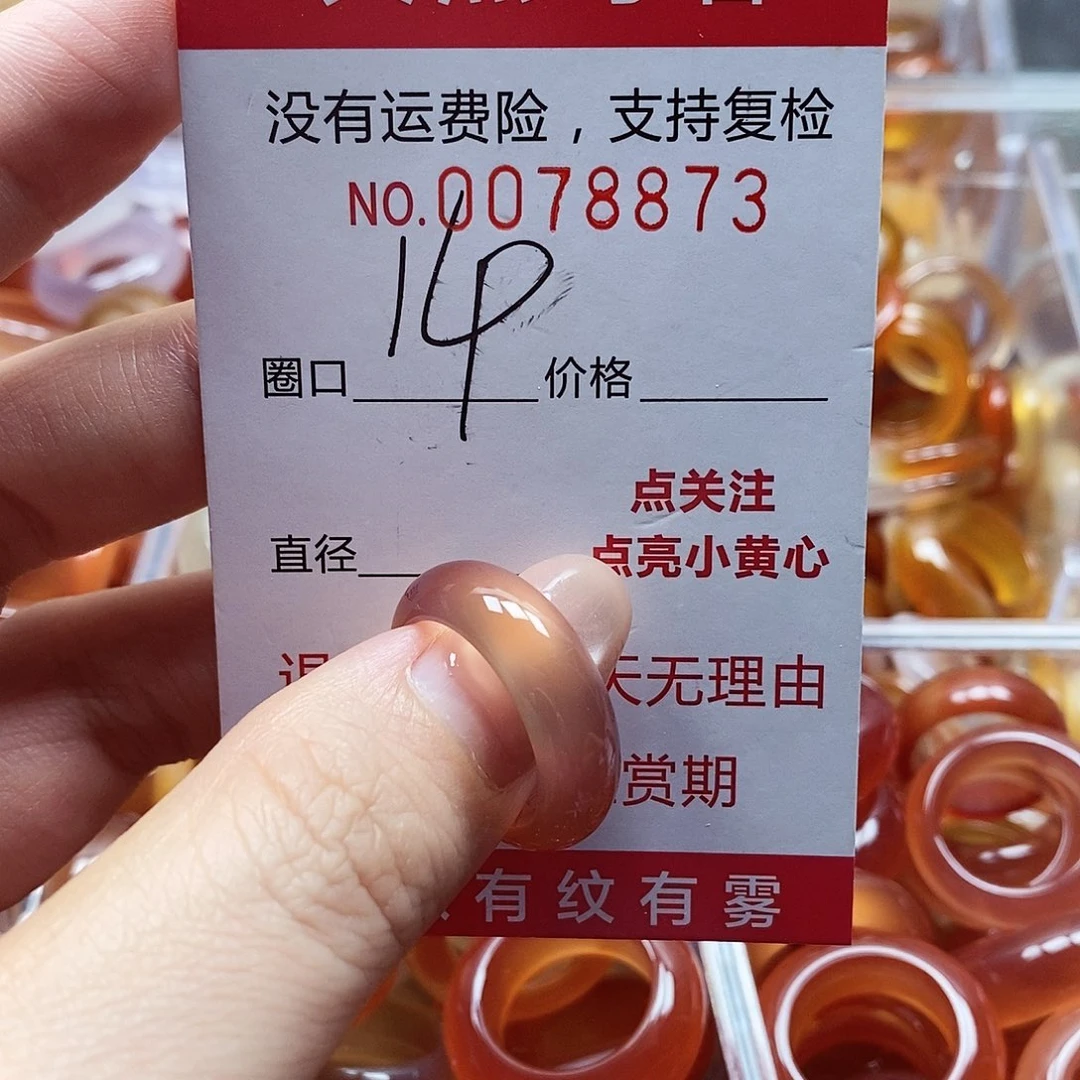 没有运费险，支持复检
NO.0078873
14
圈口 价格
点关注
直径
点亮小黄心
天无理由
赏期
有纹有雾